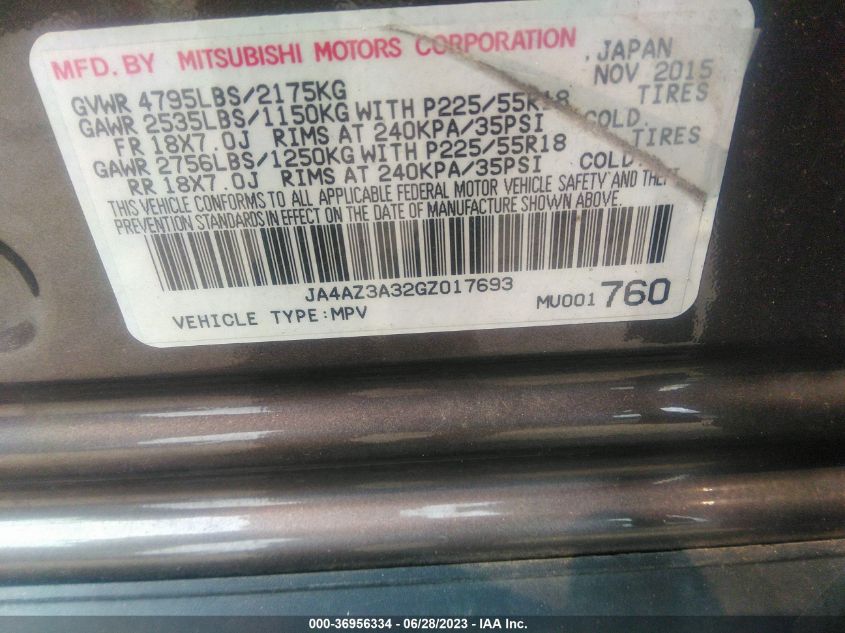 MFD. BY MITSUBISHI MOTORS CORPORATION , JAPAN
NOV 2015
GVWR 4795LBS/2175KG
GAWR 2535LBS/1150KG WITH P225/55R18 TIRES
FR 18X7.0J RIMS AT 240KPA/35PSI COLD.
GAWR 2756LBS/1250KG WITH P225/55R18 TIRES
RR 18X7.0J RIMS AT 240KPA/35PSI COLD.
THIS VEHICLE CONFORMS TO ALL APPLICABLE FEDERAL MOTOR VEHICLE SAFETY AND THEFT
PREVENTION STANDARDS IN EFFECT ON THE DATE OF MANUFACTURE SHOWN ABOVE.
JA4AZ3A32GZ017693
VEHICLE TYPE:MPV MU001 760
000-36956334 - 06/28/2023 - IAA Inc.